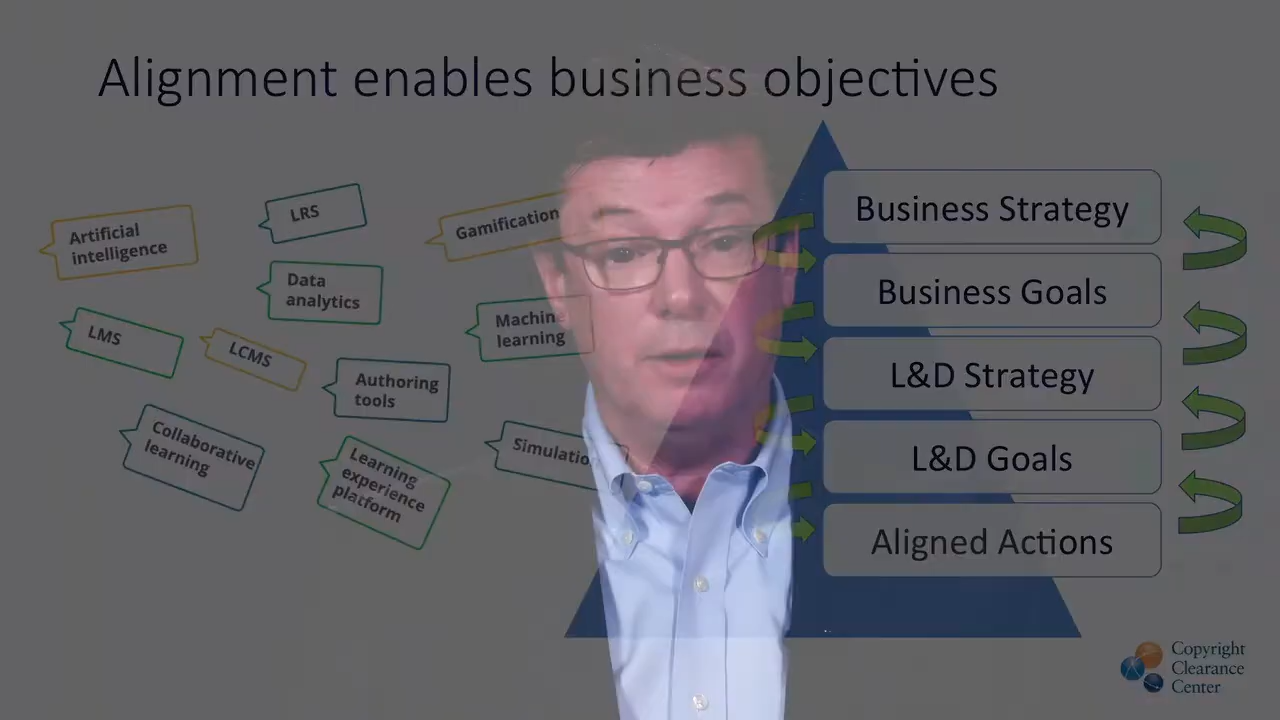 Alignment enables business objectives
Artificial
intelligence
LRS
Gamification
Data
analytics
LMS
LCMS
Machine
learning
Authoring
tools
Collaborative
learning
Learning
experience
platform
Business Strategy
Business Goals
L&D Strategy
L&D Goals
Aligned Actions
Copyright
Clearance
Center